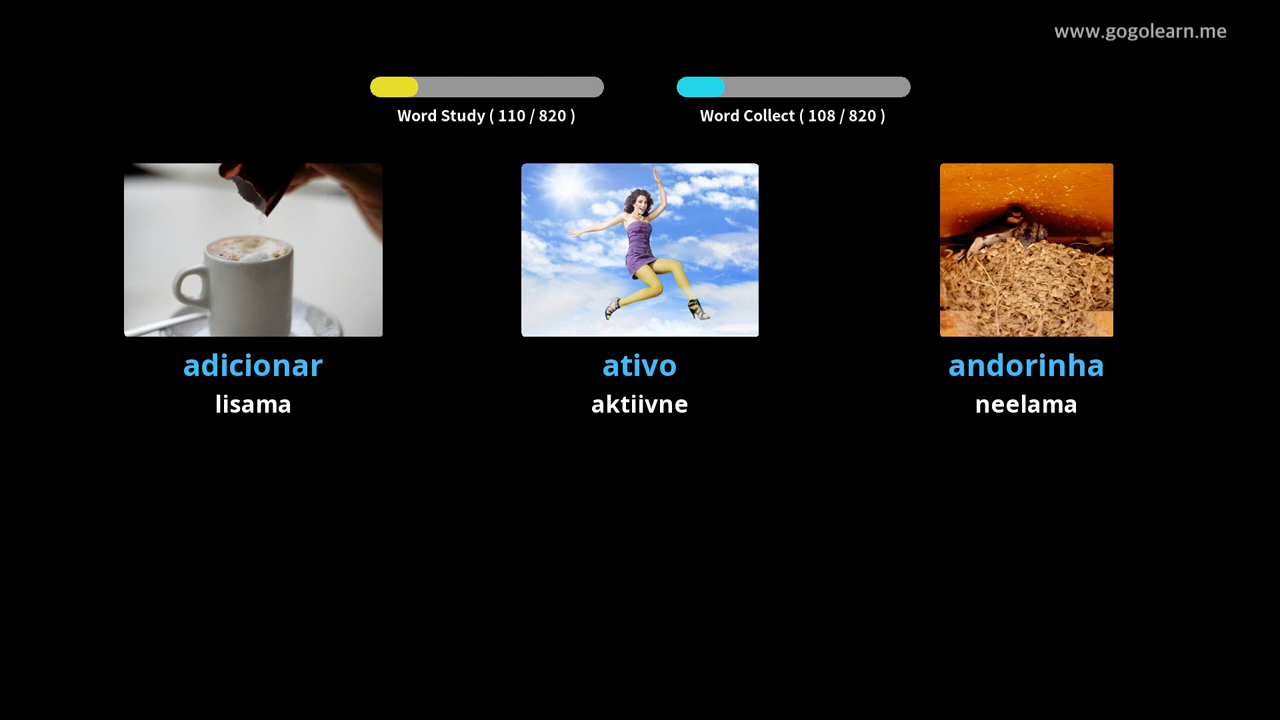 www.gogolearn.me
Word Study ( 110 / 820 )
Word Collect ( 108 / 820 )
adicionar
lisama
ativo
aktiivne
andorinha
neelama